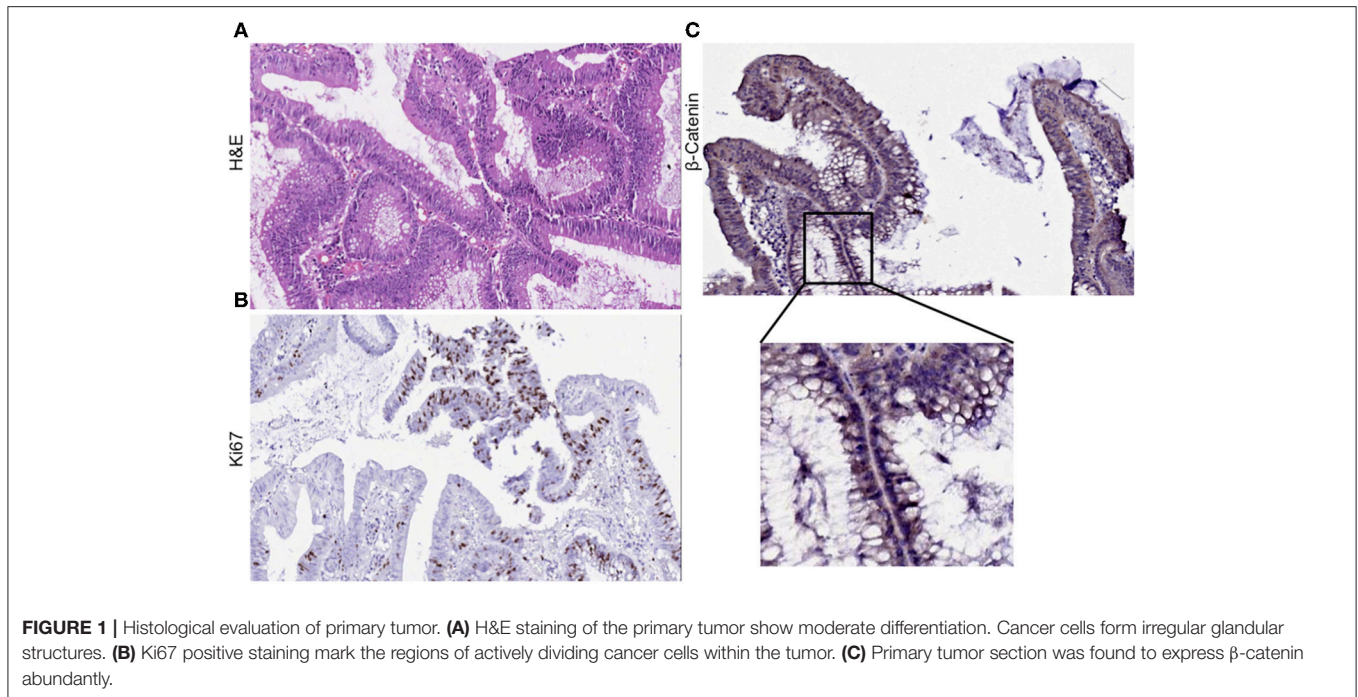 A
H&E
B
Ki67
C
β-Catenin
FIGURE 1 | Histological evaluation of primary tumor. (A) H&E staining of the primary tumor show moderate differentiation. Cancer cells form irregular glandular
structures. (B) Ki67 positive staining mark the regions of actively dividing cancer cells within the tumor. (C) Primary tumor section was found to express β-catenin
abundantly.